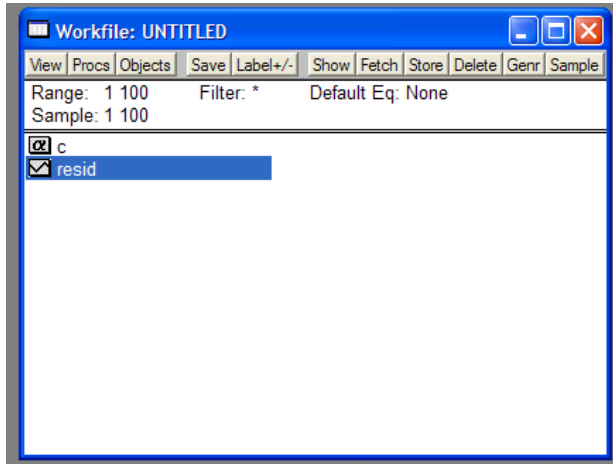 Workfile: UNTITLED
View Procs Objects Save Label+/- Show Fetch Store Delete Genr Sample
Range: 1 100 Filter: * Default Eq: None
Sample: 1 100
α c
resid